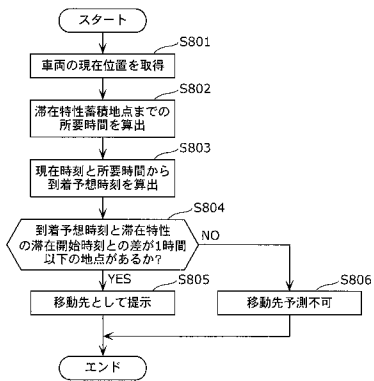 スタート
S801
車両の現在位置を取得
S802
滞在特性蓄積地点までの
所要時間を算出
S803
現在時刻と所要時間から
到着予想時刻を算出
S804
到着予想時刻と滞在特性
の滞在開始時刻との差が1時間
以下の地点があるか?
NO
YES
S805
S806
移動先として提示
移動先予測不可
エンド